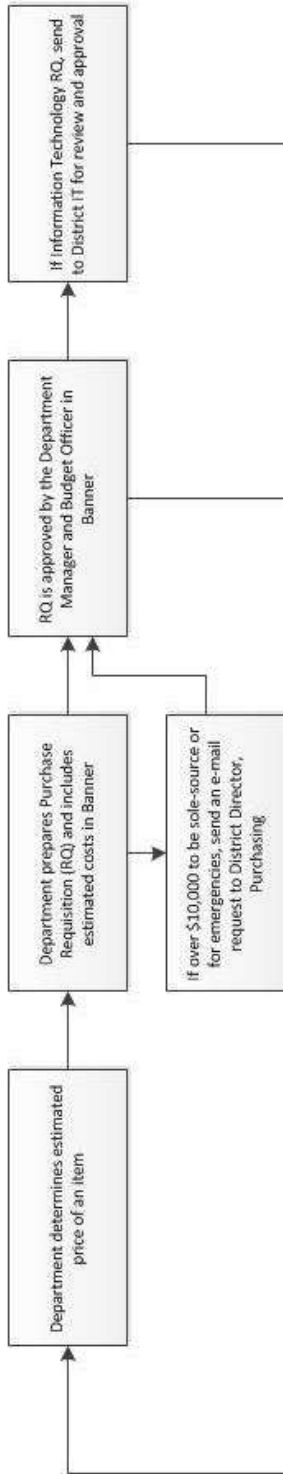 Department determines estimated
price of an item
Department prepares Purchase
Requisition (RQ) and includes
estimated costs in Banner
If over $10,000 to be sole-source or
for emergencies, send an e-mail
request to District Director,
Purchasing
RQ is approved by the Department
Manager and Budget Officer in
Banner
If Information Technology RQ, send
to District IT for review and approval